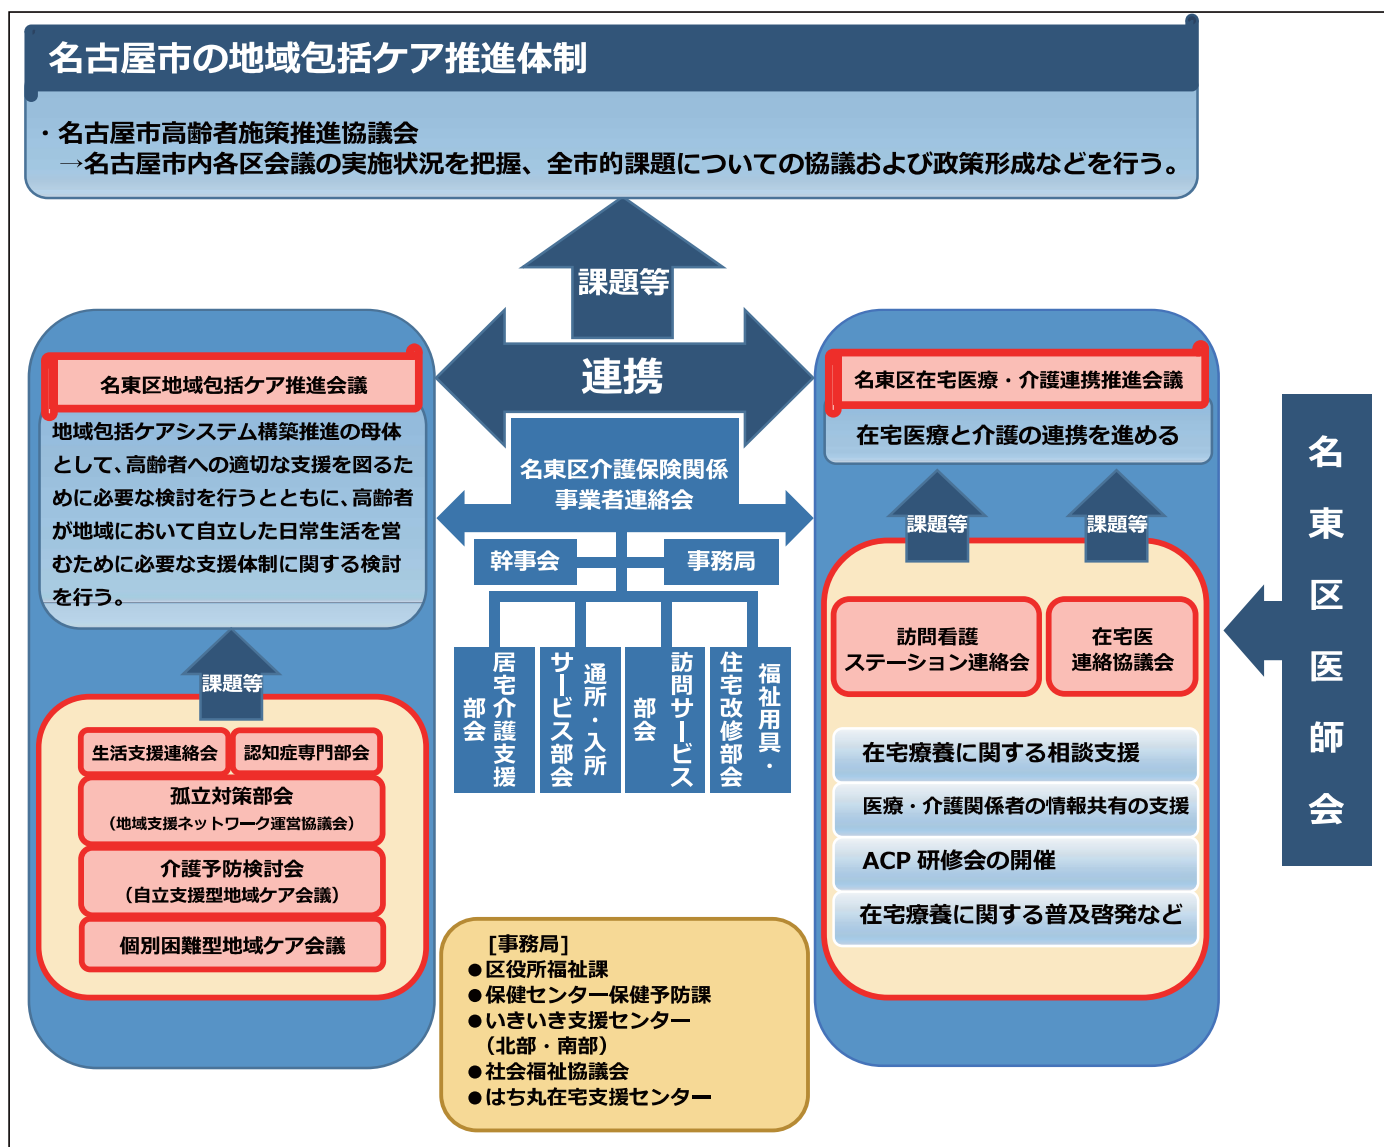 名古屋市の地域包括ケア推進体制
・名古屋市高齢者施策推進協議会
→名古屋市内各区会議の実施状況を把握、全市的課題についての協議および政策形成などを行う。
課題等
連携
名東区地域包括ケア推進会議
地域包括ケアシステム構築推進の母体
として、高齢者への適切な支援を図るた
めに必要な検討を行うとともに、高齢者
が地域において自立した日常生活を営
むために必要な支援体制に関する検討
を行う。
課題等
生活支援連絡会
認知症専門部会
孤立対策部会
（地域支援ネットワーク運営協議会）
介護予防検討会
（自立支援型地域ケア会議）
個別困難型地域ケア会議
名東区介護保険関係
事業者連絡会
幹事会
事務局
居宅介護支援
部会
通所・入所
サービス部会
訪問サービス
部会
福祉用具・
住宅改修部会
[事務局]
●区役所福祉課
●保健センター保健予防課
●いきいき支援センター
（北部・南部）
●社会福祉協議会
●はち丸在宅支援センター
名東区在宅医療・介護連携推進会議
在宅医療と介護の連携を進める
課題等
課題等
訪問看護
ステーション連絡会
在宅医
連絡協議会
在宅療養に関する相談支援
医療・介護関係者の情報共有の支援
ACP 研修会の開催
在宅療養に関する普及啓発など
名東区医師会